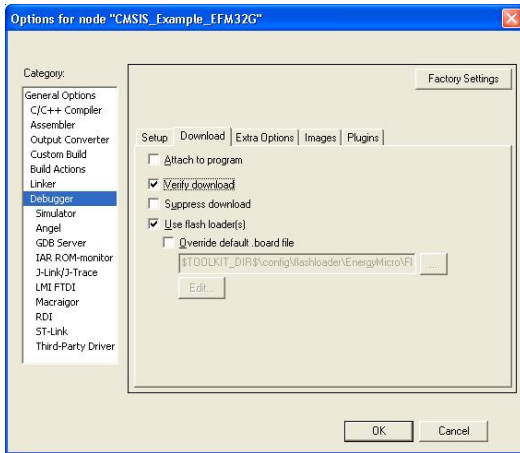 Options for node "CMSIS_Example_EFM32G"
Category:
General Options
C/C++ Compiler
Assembler
Output Converter
Custom Build
Build Actions
Linker
Debugger
Simulator
Angel
GDB Server
IAR ROM-monitor
J-Link/J-Trace
LMI FTDI
Macraigor
RDI
ST-Link
Third-Party Driver
Factory Settings
Setup Download Extra Options Images Plugins
Attach to program
Verify download
Suppress download
Use flash loader(s)
Override default .board file
$TOOLKIT_DIR$\config\flashloader\EnergyMicro\Fl
...
Edit...
OK Cancel